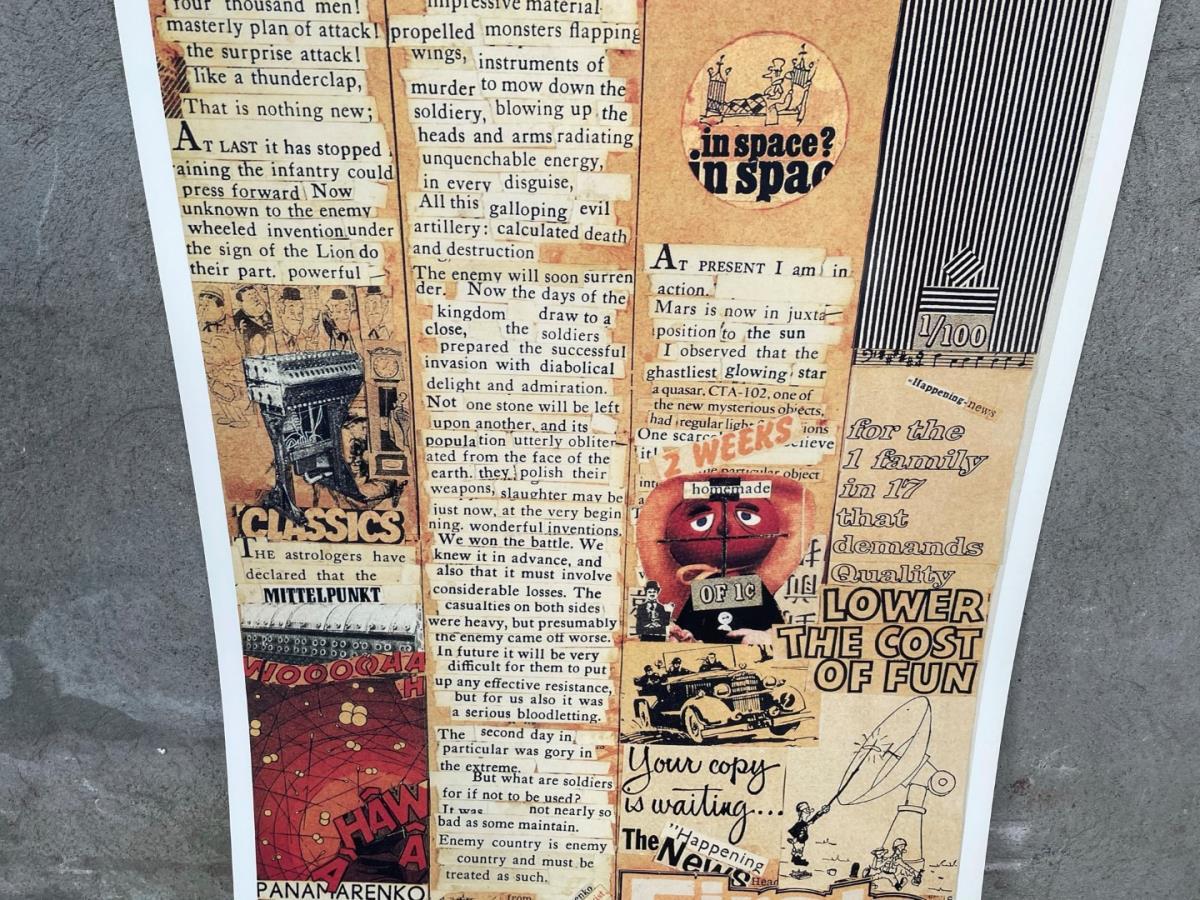 four thousand men!
masterly plan of attack!
the surprise attack!
like a thunderclap,
That is nothing new;
AT LAST it has stopped
raining the infantry could
press forward Now
unknown to the enemy
wheeled invention under
the sign of the Lion do
their part. powerful
CLASSICS
THE astrologers have
declared that the
MITTELPUNKT
HÂW
PANAMARENKO
impressive material
propelled monsters flapping
wings, instruments of
murder to mow down the
soldiery, blowing up the
heads and arms radiating
unquenchable energy,
in every disguise,
All this galloping evil
artillery: calculated death
and destruction
The enemy will soon surren
der. Now the days of the
kingdom draw to a
close, the soldiers
prepared the successful
invasion with diabolical
delight and admiration.
Not one stone will be left
upon another, and its
population utterly obliter
ated from the face of the
earth. they polish their
weapons, slaughter may be
just now, at the very begin
ning. wonderful inventions.
We won the battle. We
knew it in advance, and
also that it must involve
considerable losses. The
casualties on both sides
were heavy, but presumably
the enemy came off worse.
In future it will be very
difficult for them to put
up any effective resistance,
but for us also it was
a serious bloodletting.
The second day in
particular was gory in
the extreme.
But what are soldiers
for if not to be used?
It was not nearly so
bad as some maintain.
Enemy country is enemy
country and must be
treated as such.
from
in space?
in spac
AT PRESENT I am in
action.
Mars is now in juxta
position to the sun
I observed that the
ghastliest glowing star
a quasar, CTA-102, one of
the new mysterious objects,
had regular light ions
One scarce believe
it!
2 WEEKS
particular object
homemade
OF 1¢
Your copy
is waiting....
The "Happening
News
Head
1/100
"Happening-news
for the
1 family
in 17
that
demands
Quality
LOWER
THE COST
OF FUN